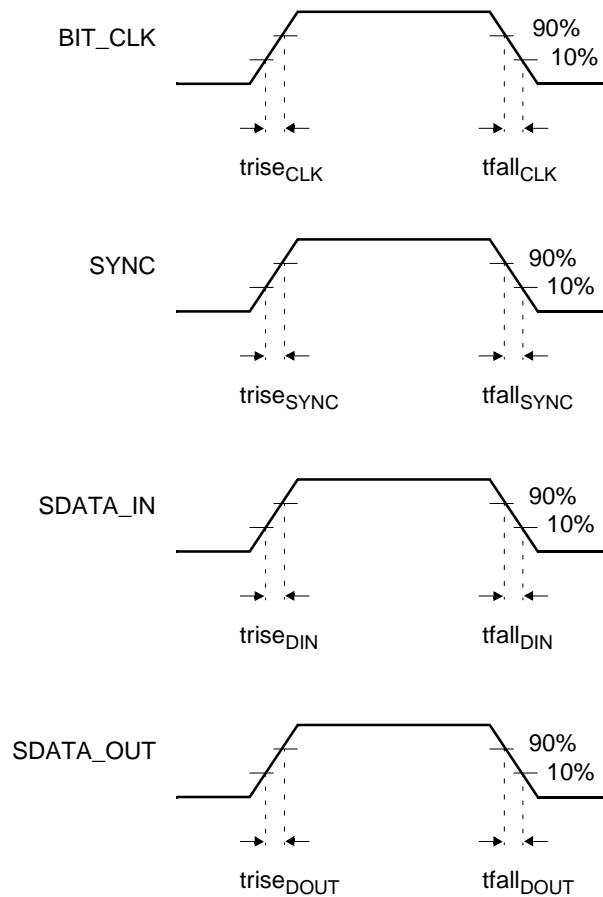 BIT_CLK
90%
10%
trise_CLK tfall_CLK
SYNC
90%
10%
trise_SYNC tfall_SYNC
SDATA_IN
90%
10%
trise_DIN tfall_DIN
SDATA_OUT
90%
10%
trise_DOUT tfall_DOUT